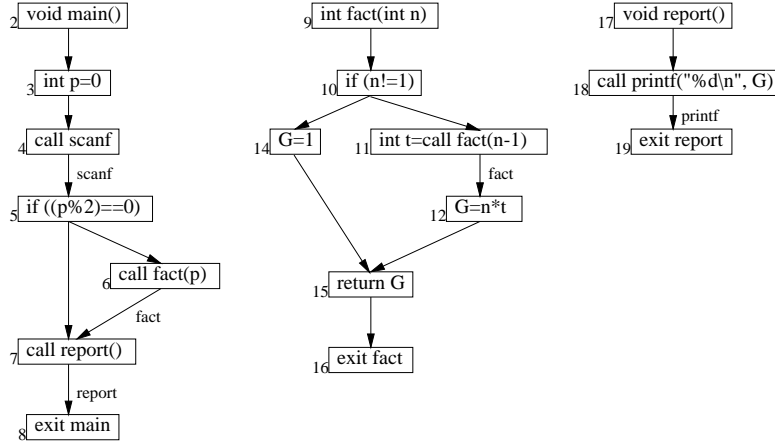 2 void main()
3 int p=0
4 call scanf
scanf
5 if ((p%2)==0)
6 call fact(p)
fact
7 call report()
report
8 exit main
9 int fact(int n)
10 if (n!=1)
14 G=1
11 int t=call fact(n-1)
fact
12 G=n*t
15 return G
16 exit fact
17 void report()
18 call printf("%d\n", G)
printf
19 exit report